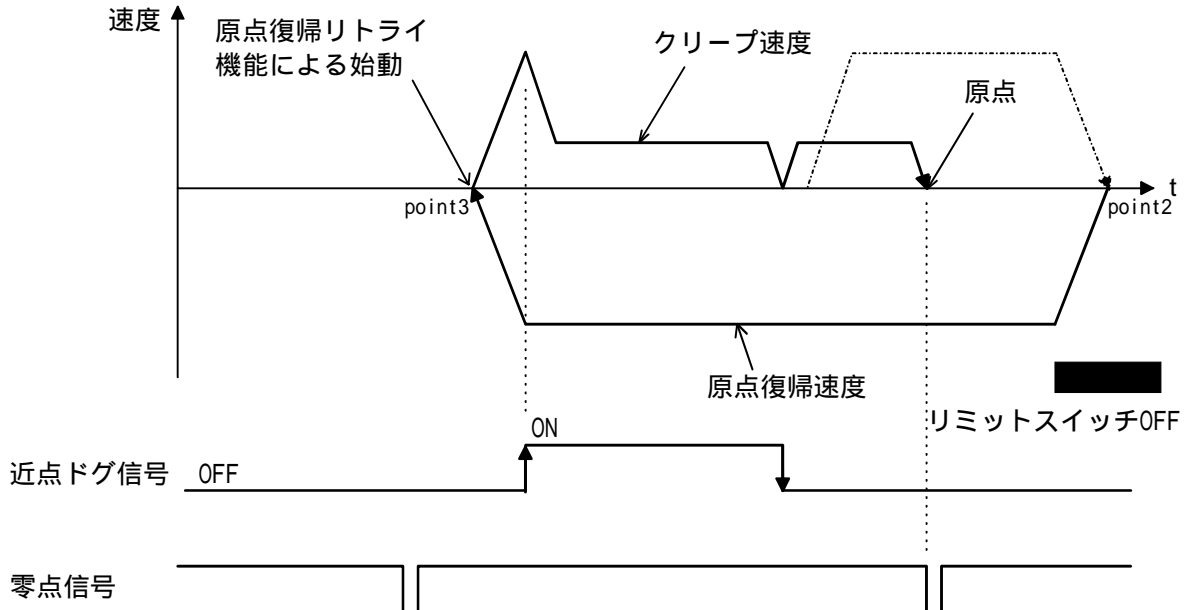 速度
原点復帰リトライ
機能による始動
クリープ速度
原点
t
point3
point2
原点復帰速度
リミットスイッチOFF
ON
近点ドグ信号 OFF
零点信号